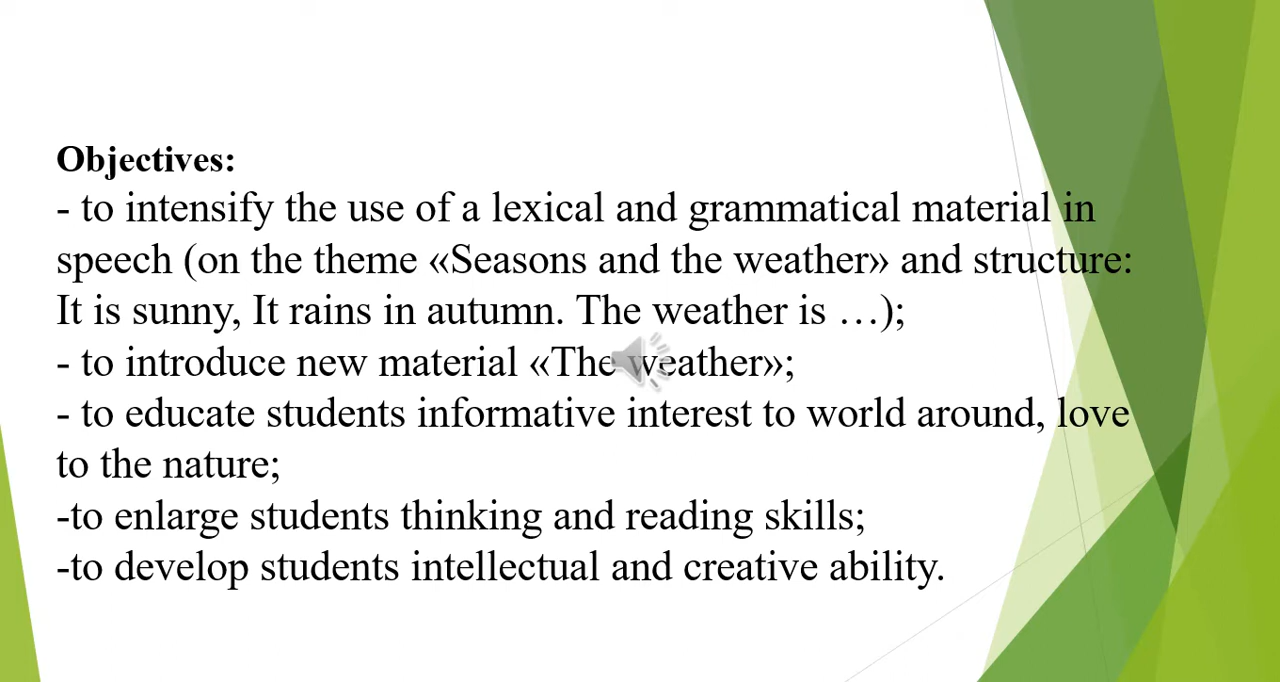 Objectives:
- to intensify the use of a lexical and grammatical material in
speech (on the theme «Seasons and the weather» and structure:
It is sunny, It rains in autumn. The weather is …);
- to introduce new material «The weather»;
- to educate students informative interest to world around, love
to the nature;
-to enlarge students thinking and reading skills;
-to develop students intellectual and creative ability.